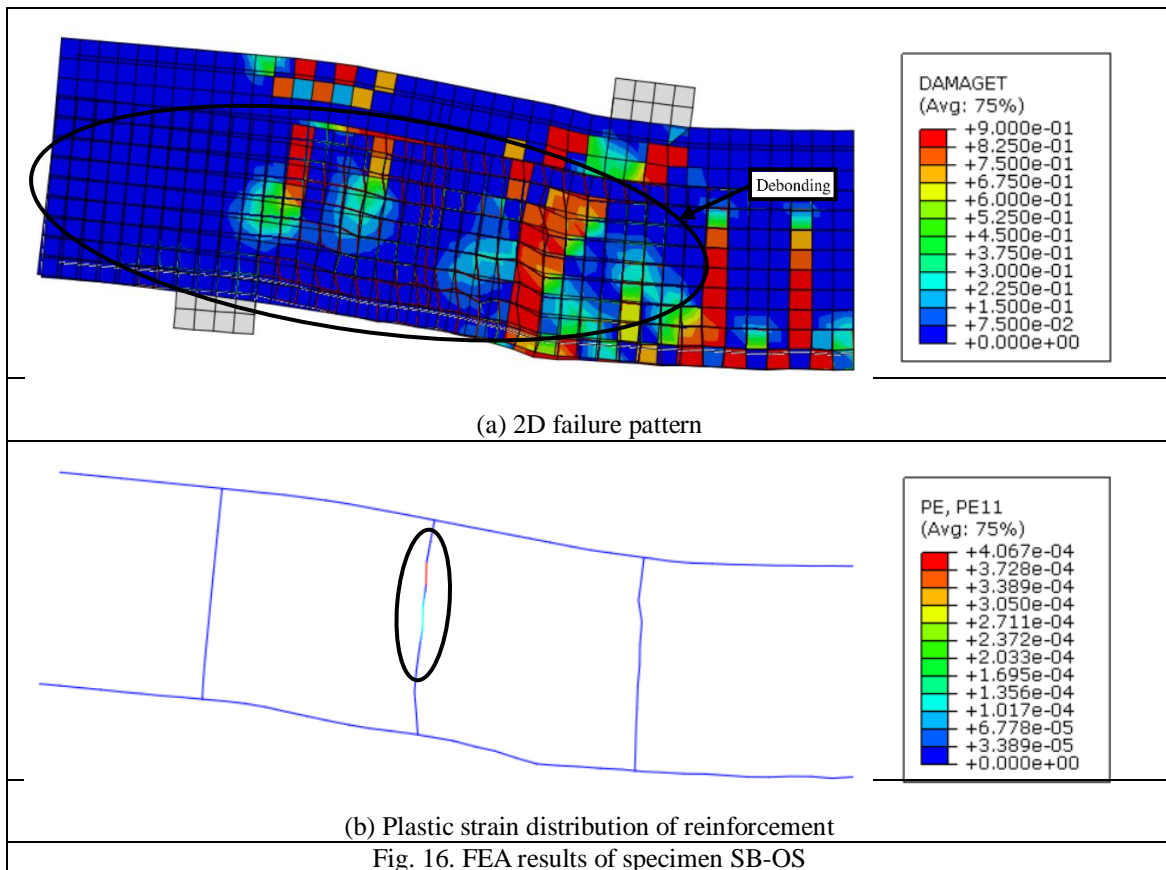 Debonding
DAMAGET
(Avg: 75%)
+9.000e-01
+8.250e-01
+7.500e-01
+6.750e-01
+6.000e-01
+5.250e-01
+4.500e-01
+3.750e-01
+3.000e-01
+2.250e-01
+1.500e-01
+7.500e-02
+0.000e+00
(a) 2D failure pattern
PE, PE11
(Avg: 75%)
+4.067e-04
+3.728e-04
+3.389e-04
+3.050e-04
+2.711e-04
+2.372e-04
+2.033e-04
+1.695e-04
+1.356e-04
+1.017e-04
+6.778e-05
+3.389e-05
+0.000e+00
(b) Plastic strain distribution of reinforcement
Fig. 16. FEA results of specimen SB-OS